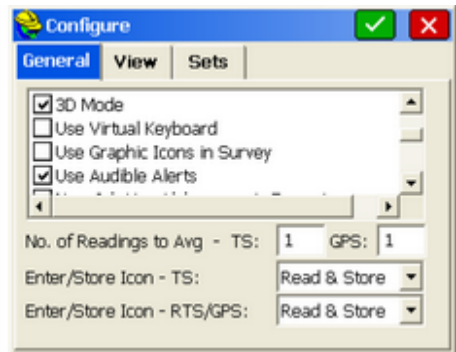 Configure
General View Sets
3D Mode
Use Virtual Keyboard
Use Graphic Icons in Survey
Use Audible Alerts
No. of Readings to Avg - TS: 1 GPS: 1
Enter/Store Icon - TS: Read & Store
Enter/Store Icon - RTS/GPS: Read & Store